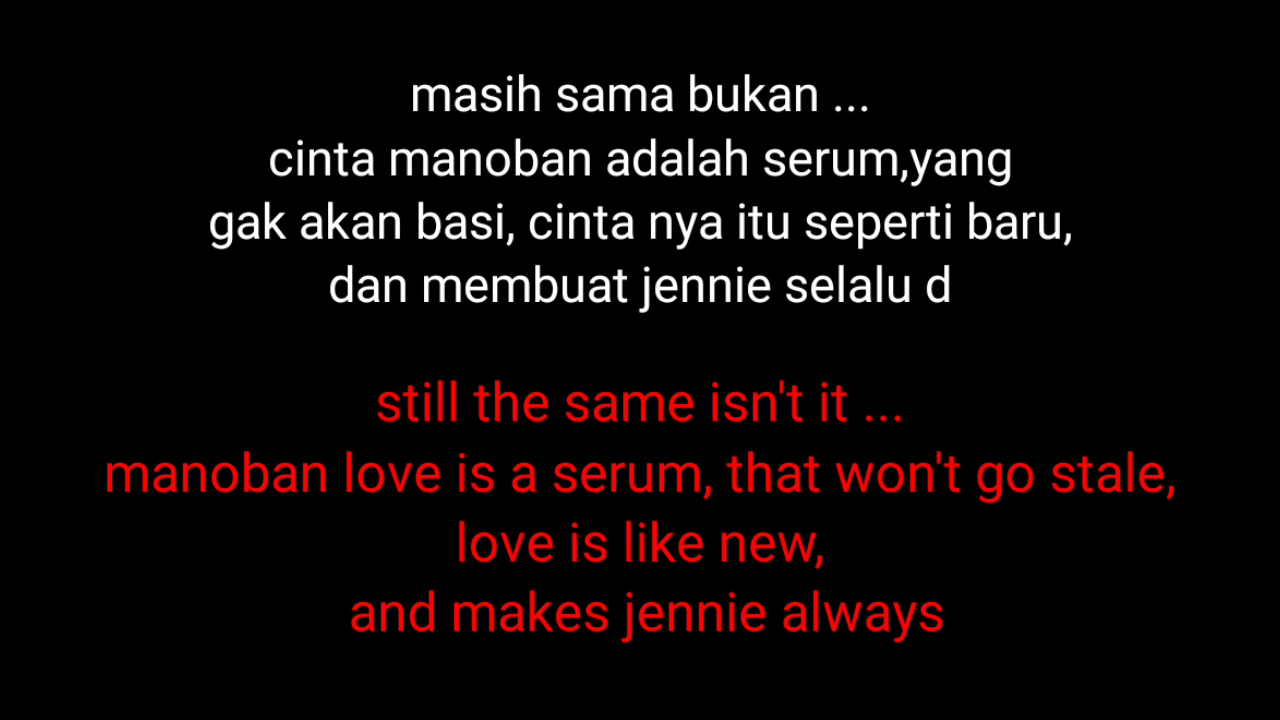 masih sama bukan ...
cinta manoban adalah serum,yang
gak akan basi, cinta nya itu seperti baru,
dan membuat jennie selalu d
still the same isn't it ...
manoban love is a serum, that won't go stale,
love is like new,
and makes jennie always